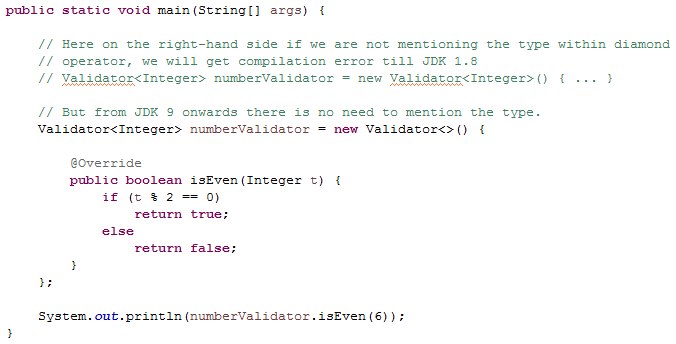 public static void main(String[] args) {
// Here on the right-hand side if we are not mentioning the type within diamond
// operator, we will get compilation error till JDK 1.8
// Validator<Integer> numberValidator = new Validator<Integer>() { ... }
// But from JDK 9 onwards there is no need to mention the type.
Validator<Integer> numberValidator = new Validator<>() {
@Override
public boolean isEven(Integer t) {
if (t % 2 == 0)
return true;
else
return false;
}
};
System.out.println(numberValidator.isEven(6));
}